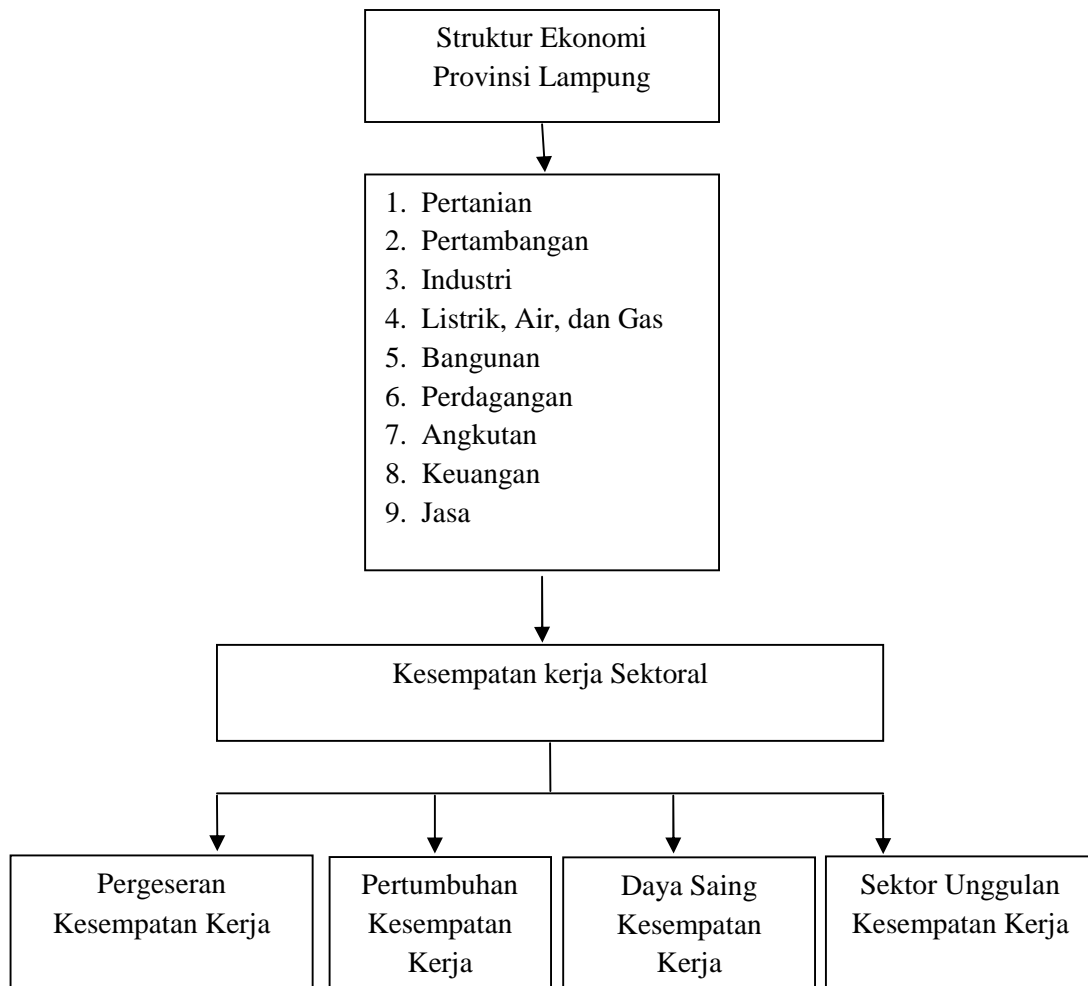 Struktur Ekonomi
Provinsi Lampung
1. Pertanian
2. Pertambangan
3. Industri
4. Listrik, Air, dan Gas
5. Bangunan
6. Perdagangan
7. Angkutan
8. Keuangan
9. Jasa
Kesempatan kerja Sektoral
Pergeseran
Kesempatan Kerja
Pertumbuhan
Kesempatan
Kerja
Daya Saing
Kesempatan
Kerja
Sektor Unggulan
Kesempatan Kerja